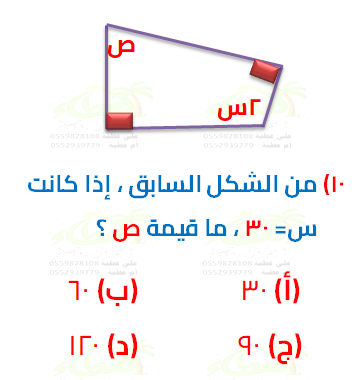 ص
٢س
١٠) من الشكل السابق ، إذا كانت
س= ٣٠ ، ما قيمة ص ؟
علي عطية 0559828108
أم عطية 0552939779
(أ) ٣٠ (ب) ٦٠
(ج) ٩٠ (د) ١٢٠